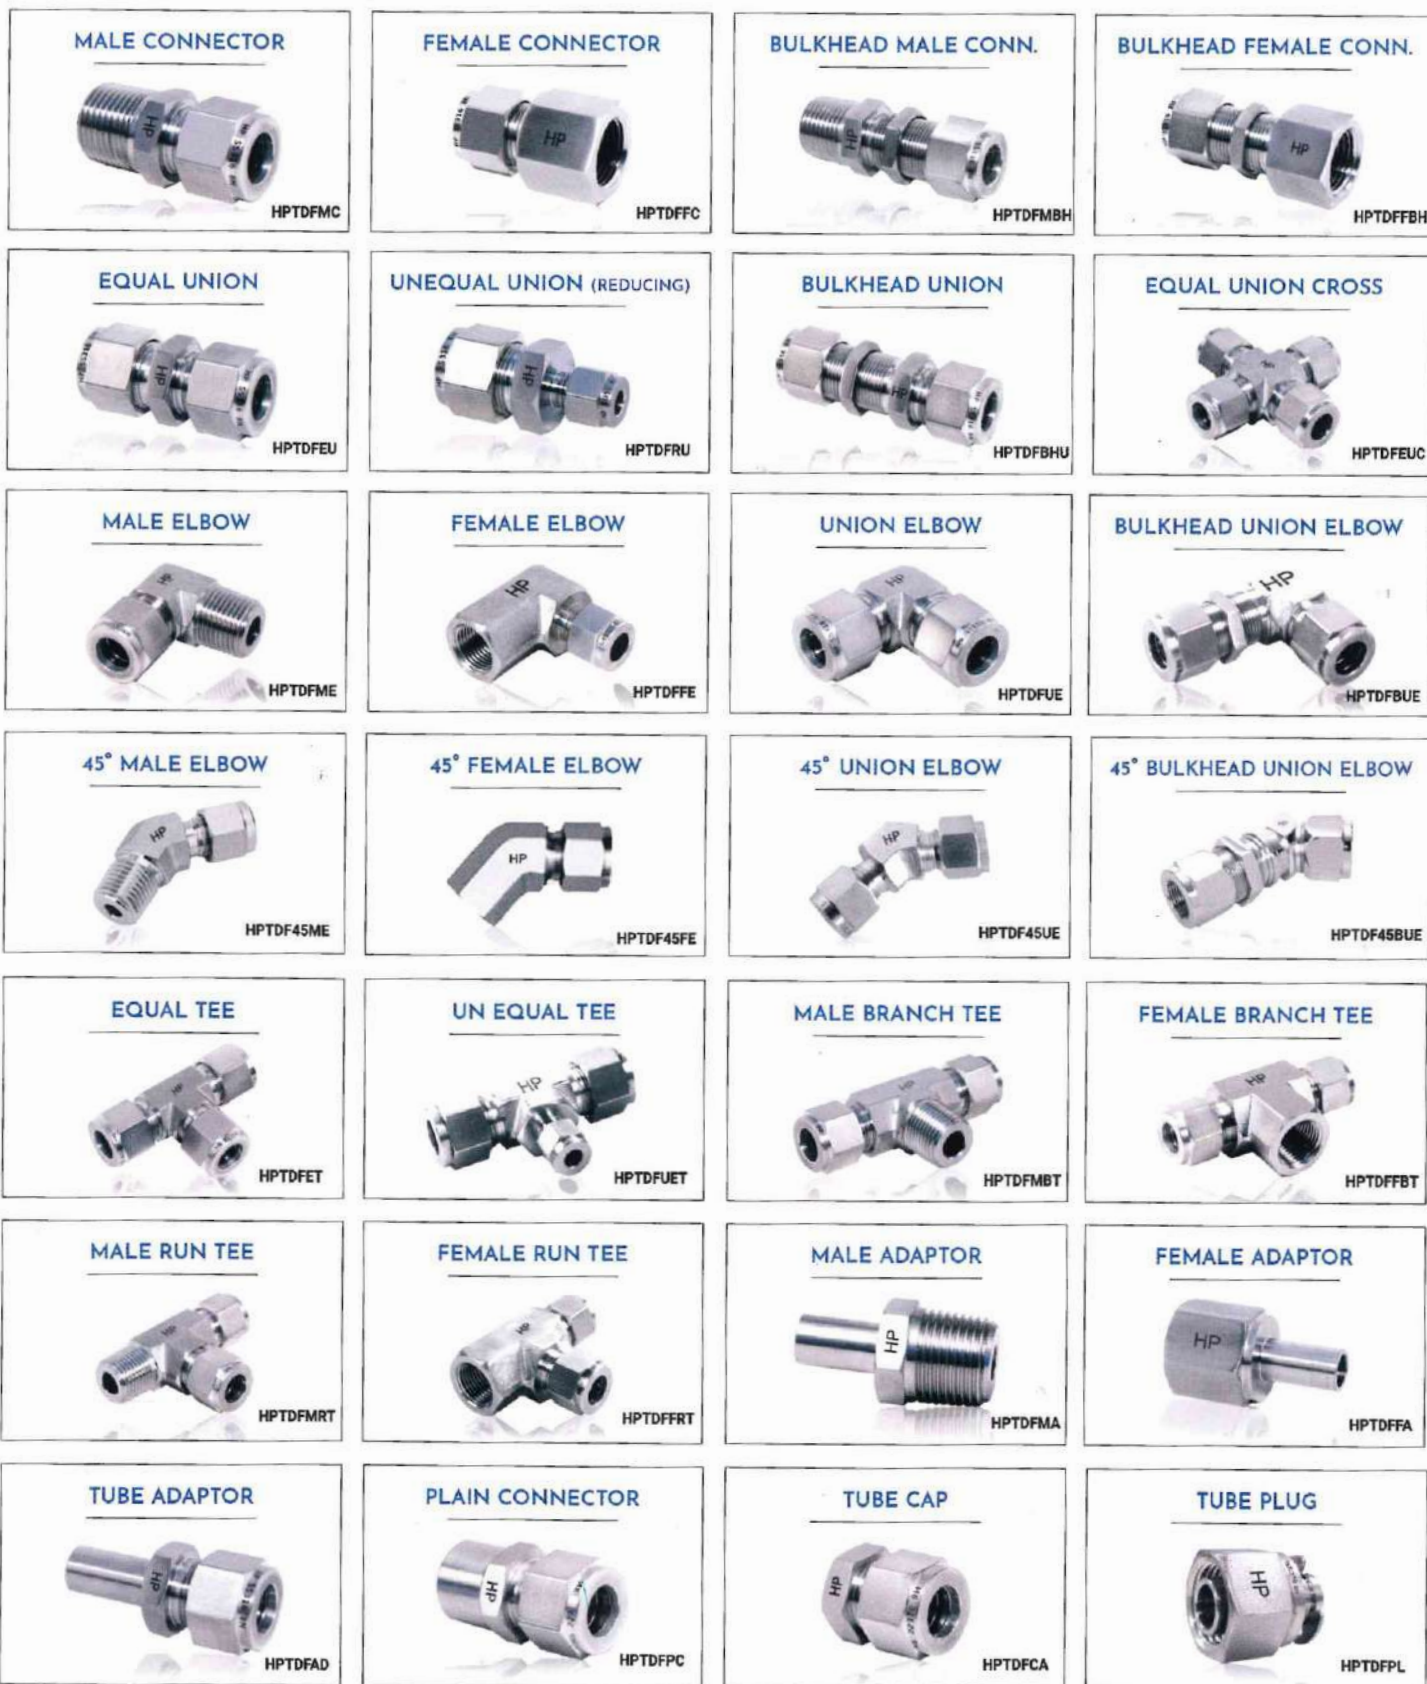 MALE CONNECTOR
HP
HPTDFMC
FEMALE CONNECTOR
HP
HPTDFFC
BULKHEAD MALE CONN.
HP
HPTDFMBH
BULKHEAD FEMALE CONN.
HP
HPTDFFBH
EQUAL UNION
HP
HPTDFEU
UNEQUAL UNION (REDUCING)
HP
HPTDFRU
BULKHEAD UNION
HP
HPTDFBHU
EQUAL UNION CROSS
HP
HPTDFEUC
MALE ELBOW
HP
HPTDFME
FEMALE ELBOW
HP
HPTDFFE
UNION ELBOW
HP
HPTDFUE
BULKHEAD UNION ELBOW
HP
HPTDFBUE
45° MALE ELBOW
HP
HPTDF45ME
45° FEMALE ELBOW
HP
HPTDF45FE
45° UNION ELBOW
HP
HPTDF45UE
45° BULKHEAD UNION ELBOW
HP
HPTDF45BUE
EQUAL TEE
HP
HPTDFET
UN EQUAL TEE
HP
HPTDFUET
MALE BRANCH TEE
HP
HPTDFMBT
FEMALE BRANCH TEE
HP
HPTDFFBT
MALE RUN TEE
HP
HPTDFMRT
FEMALE RUN TEE
HP
HPTDFFRT
MALE ADAPTOR
HP
HPTDFMA
FEMALE ADAPTOR
HP
HPTDFFA
TUBE ADAPTOR
HP
HPTDFAD
PLAIN CONNECTOR
HP
HPTDFPC
TUBE CAP
HP
HPTDFCA
TUBE PLUG
HP
HPTDFPL